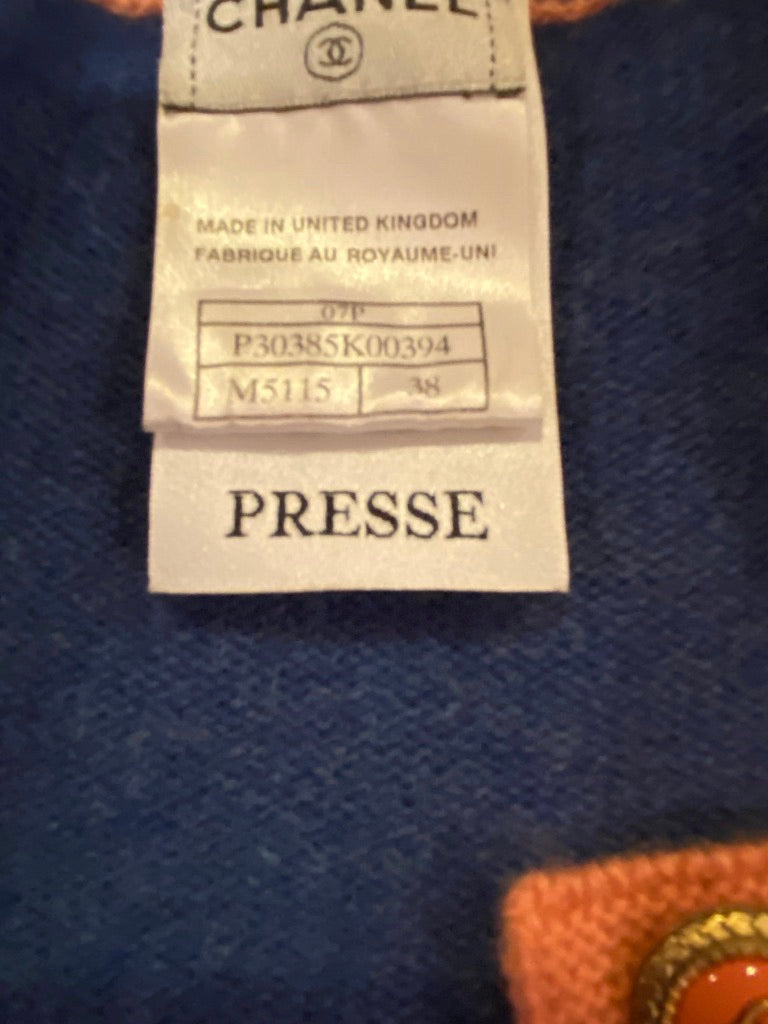 CHANEL
MADE IN UNITED KINGDOM
FABRIQUE AU ROYAUME-UNI
07P
P30385K00394
M5115 38
PRESSE